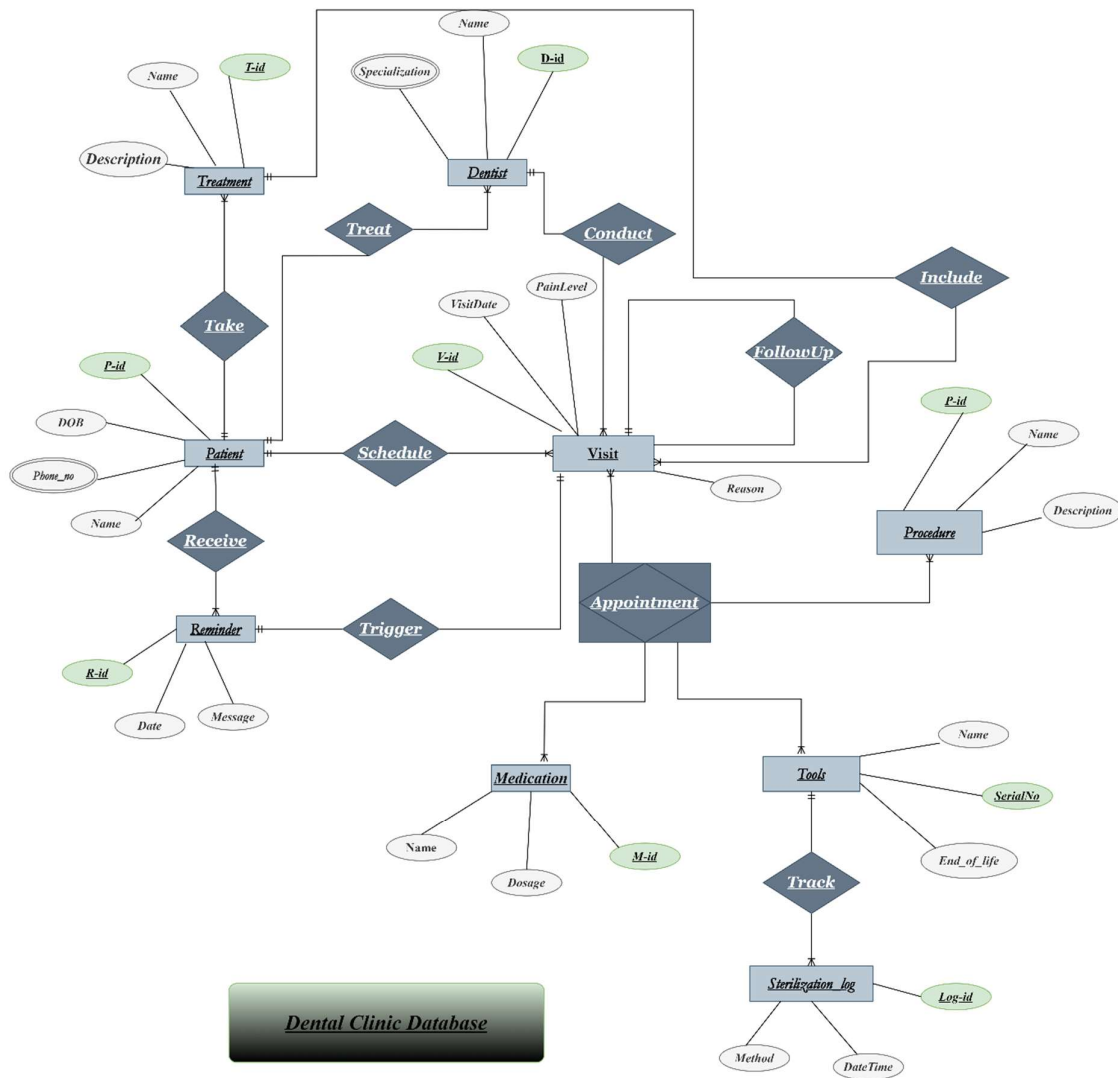 Name
Specialization
D-id
Name
T-id
Description
Treatment
Dentist
Treat
Conduct
Include
VisitDate
PainLevel
Take
V-id
FollowUp
P-id
P-id
DOB
Name
Patient
Schedule
Visit
Phone_no
Reason
Description
Name
Procedure
Receive
Appointment
Reminder
Trigger
R-id
Date
Message
Name
Medication
Tools
SerialNo
Name
M-id
End_of_life
Dosage
Track
Sterilization_log
Log-id
Dental Clinic Database
Method
DateTime